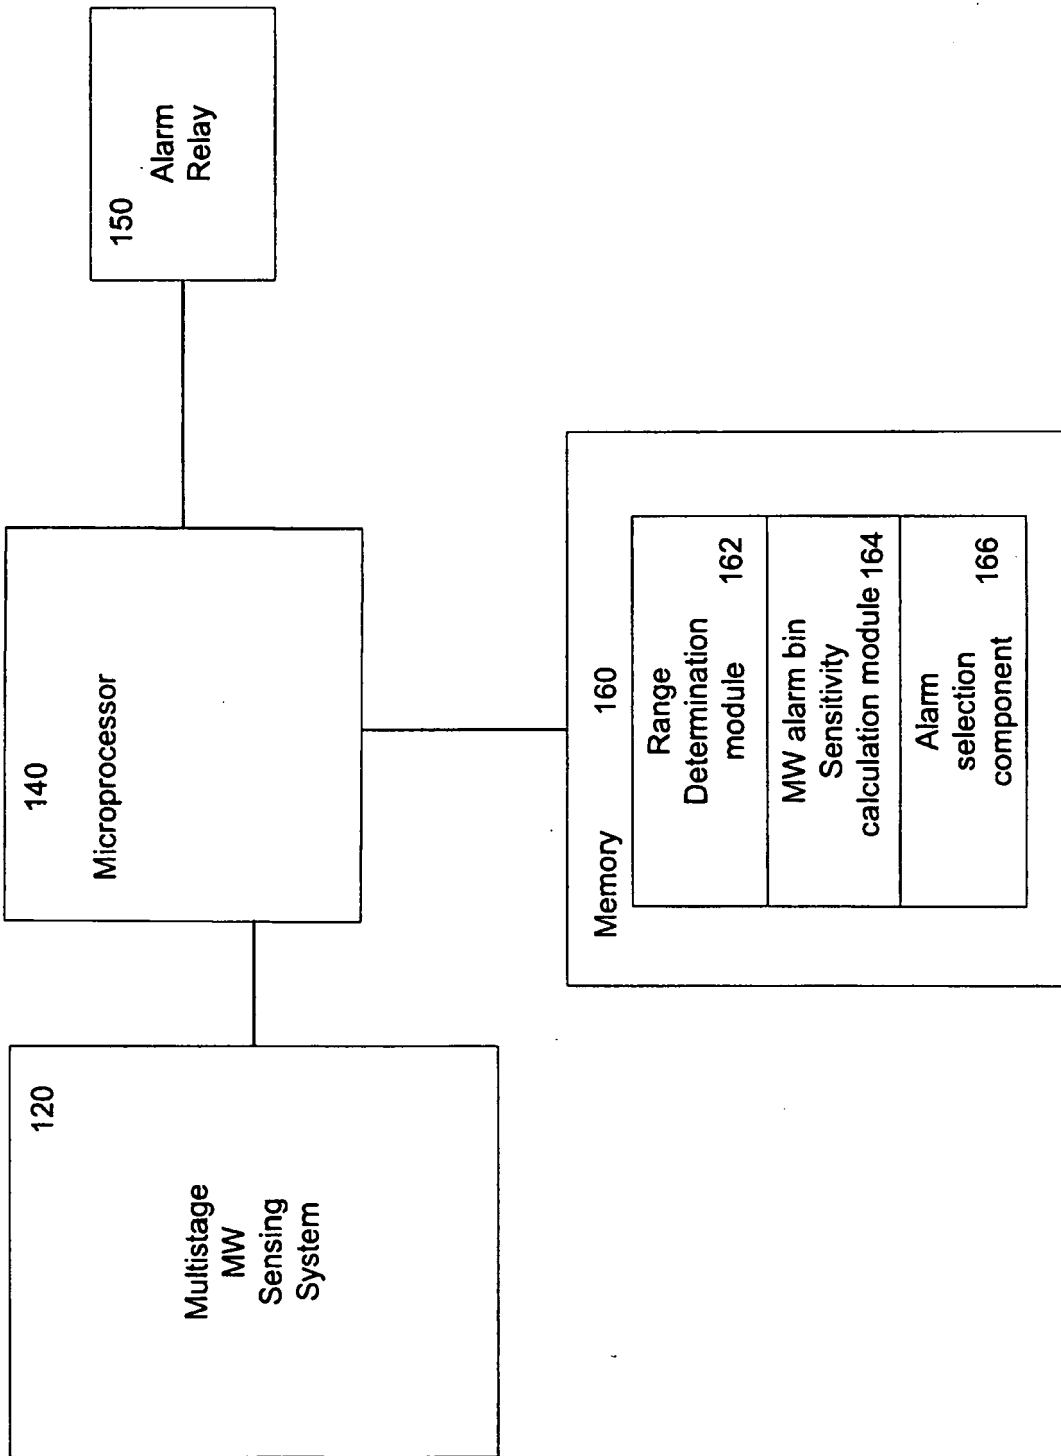 120
Multistage
MW
Sensing
System
140
Microprocessor
150
Alarm
Relay
Memory 160
Range
Determination
module 162
MW alarm bin
Sensitivity
calculation module 164
Alarm
selection
component 166